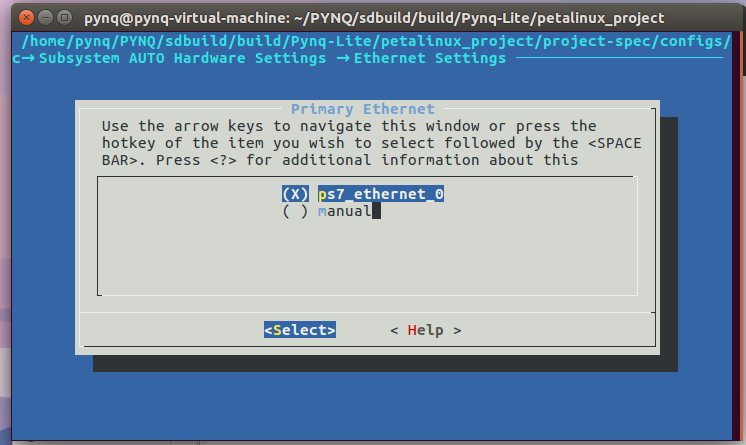 pynq@pynq-virtual-machine: ~/PYNQ/sdbuild/build/Pynq-Lite/petalinux_project
/home/pynq/PYNQ/sdbuild/build/Pynq-Lite/petalinux_project/project-spec/configs/
c→Subsystem AUTO Hardware Settings →Ethernet Settings
Primary Ethernet
Use the arrow keys to navigate this window or press the
hotkey of the item you wish to select followed by the <SPACE
BAR>. Press <?> for additional information about this
(X) ps7_ethernet_0
( ) manual
<Select> < Help >